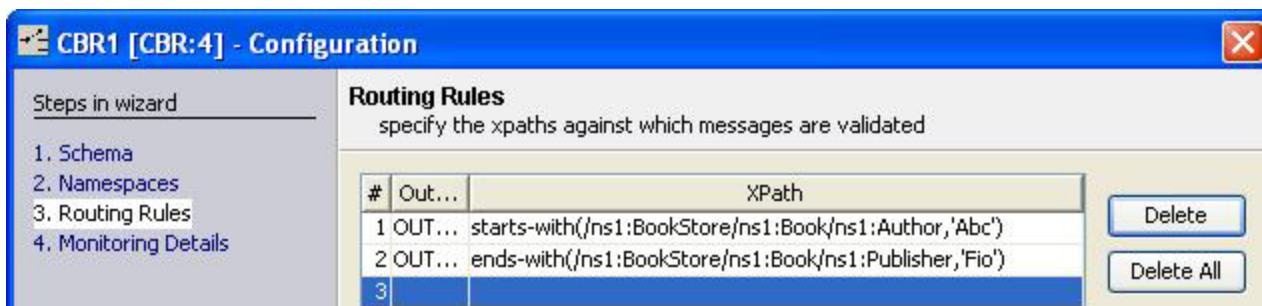 CBR1 [CBR:4] - Configuration
Steps in wizard
1. Schema
2. Namespaces
3. Routing Rules
4. Monitoring Details
Routing Rules
specify the xpaths against which messages are validated
# Out... XPath
1 OUT... starts-with(/ns1:BookStore/ns1:Book/ns1:Author,'Abc')
2 OUT... ends-with(/ns1:BookStore/ns1:Book/ns1:Publisher,'Fio')
3
Delete
Delete All